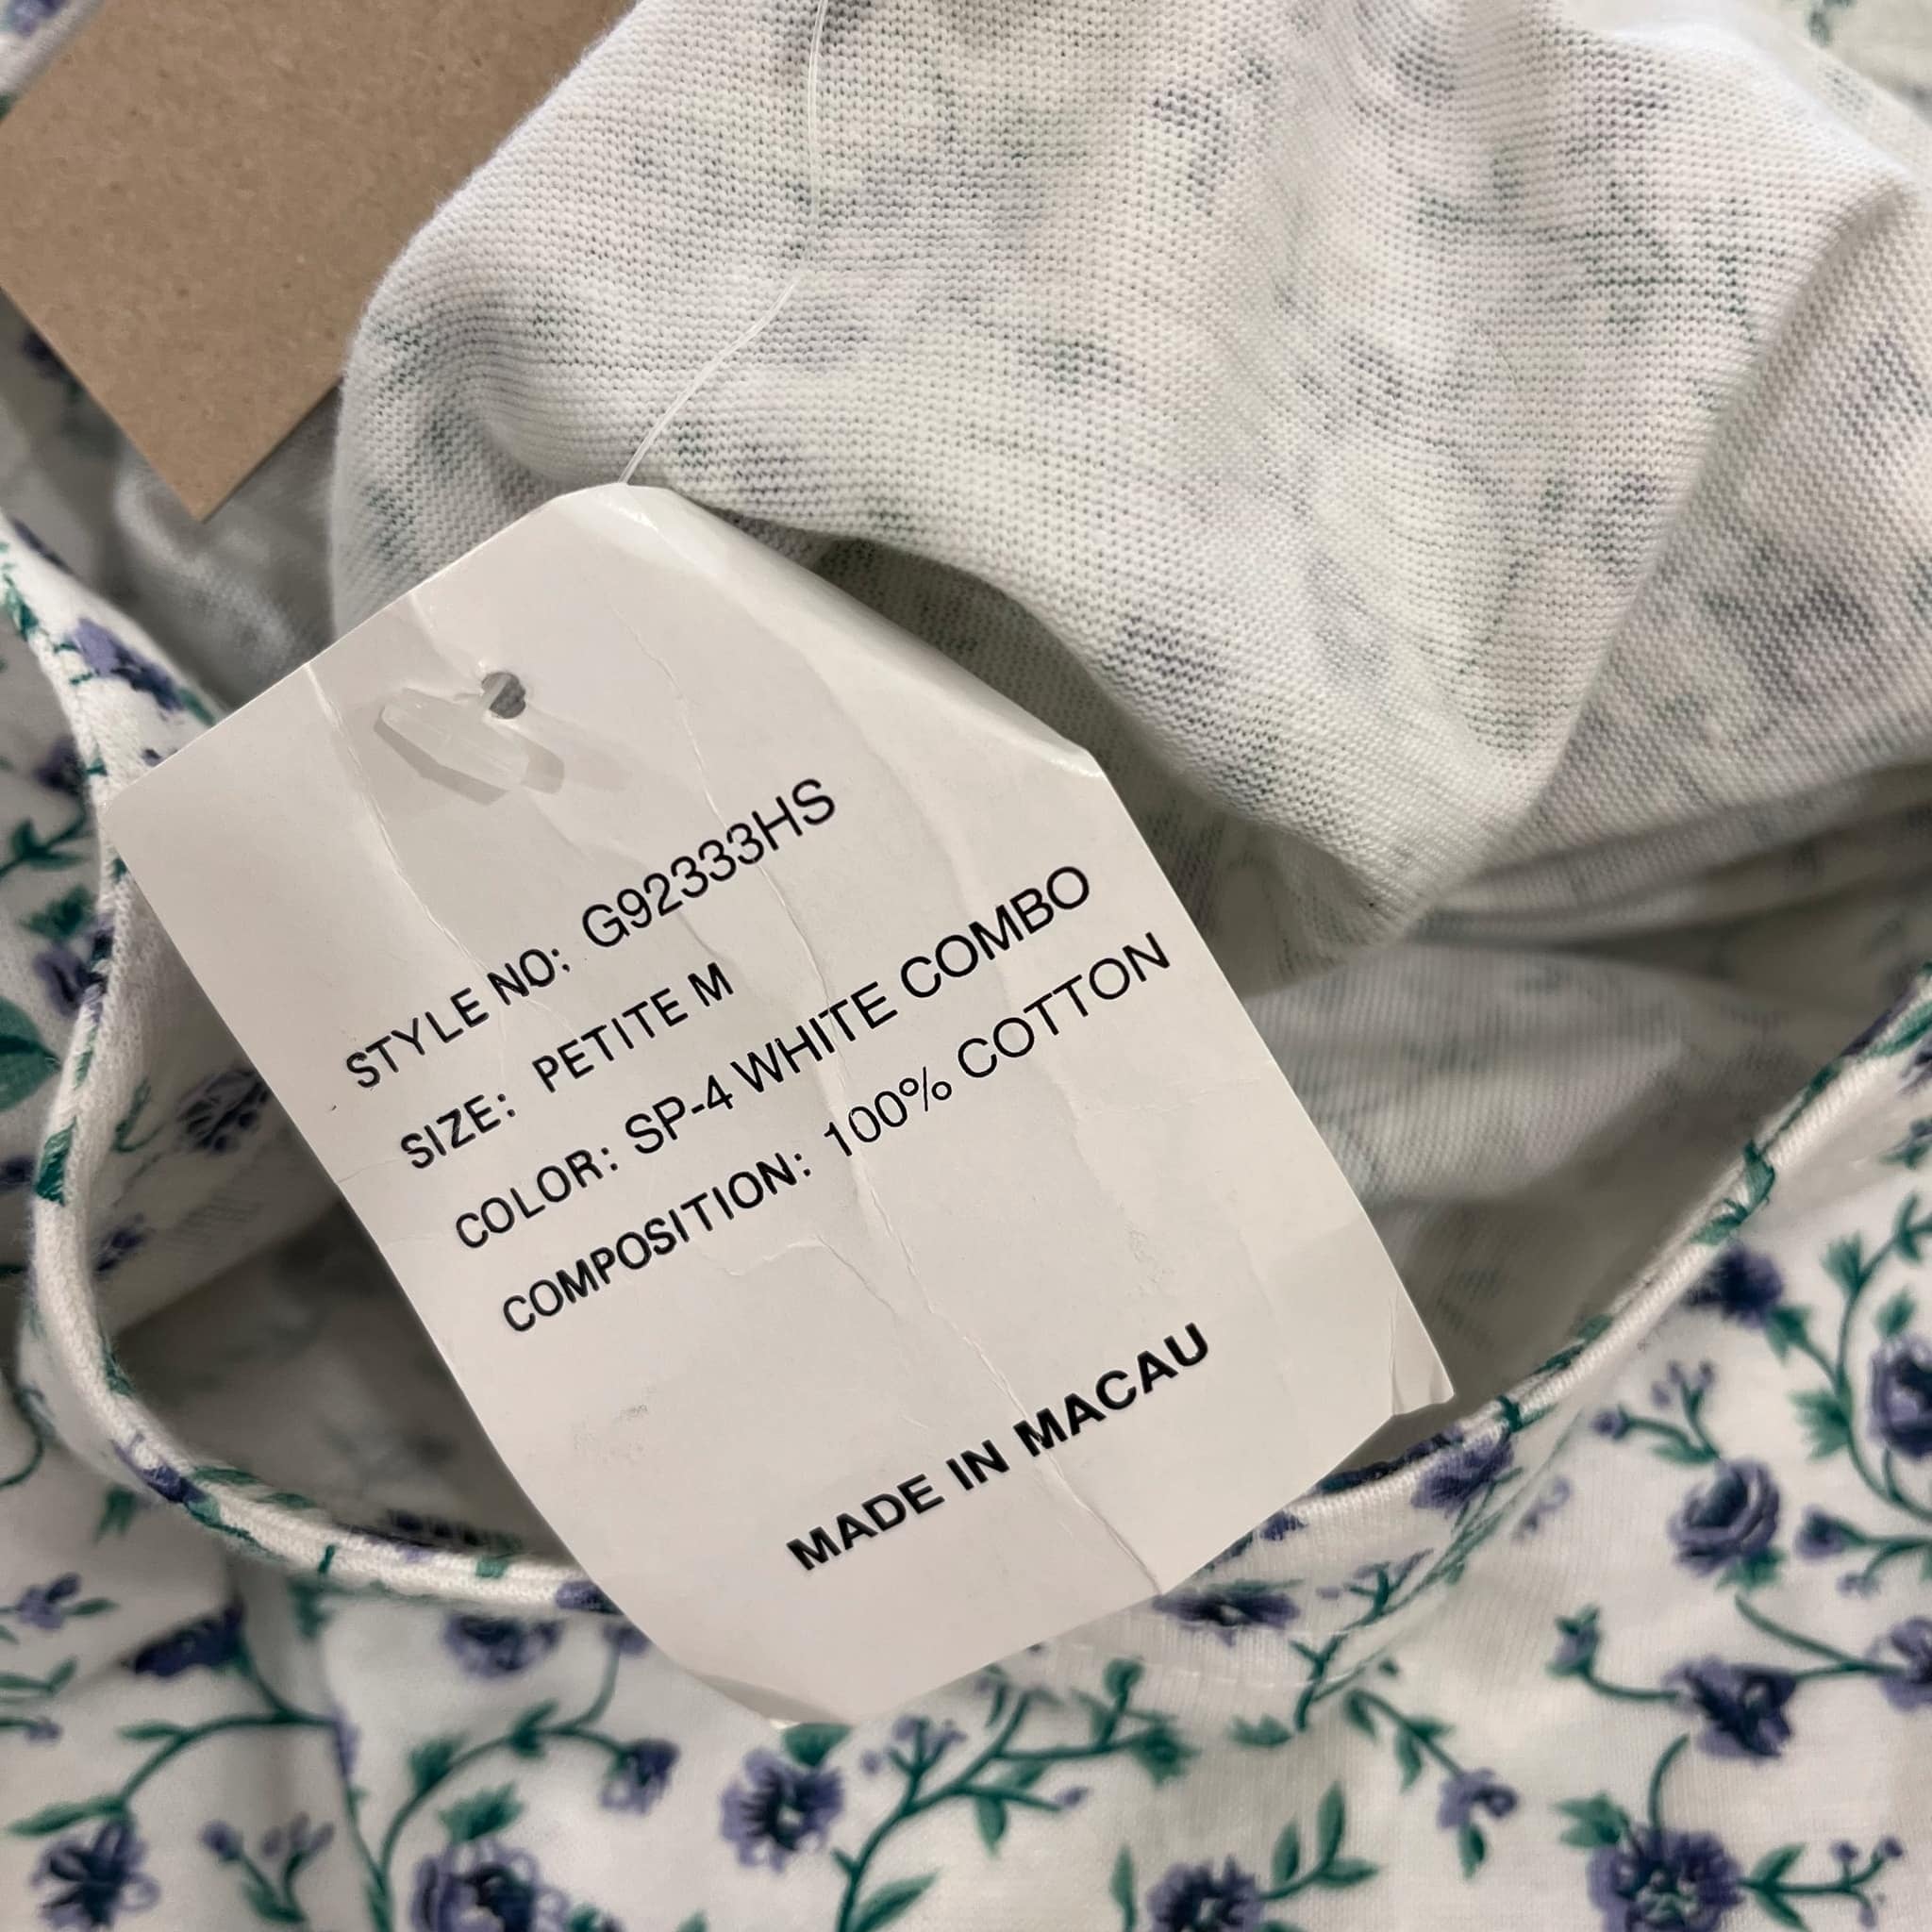 STYLE NO: G92333HS
SIZE: PETITE M
COLOR: SP-4 WHITE COMBO
COMPOSITION: 100% COTTON
MADE IN MACAU